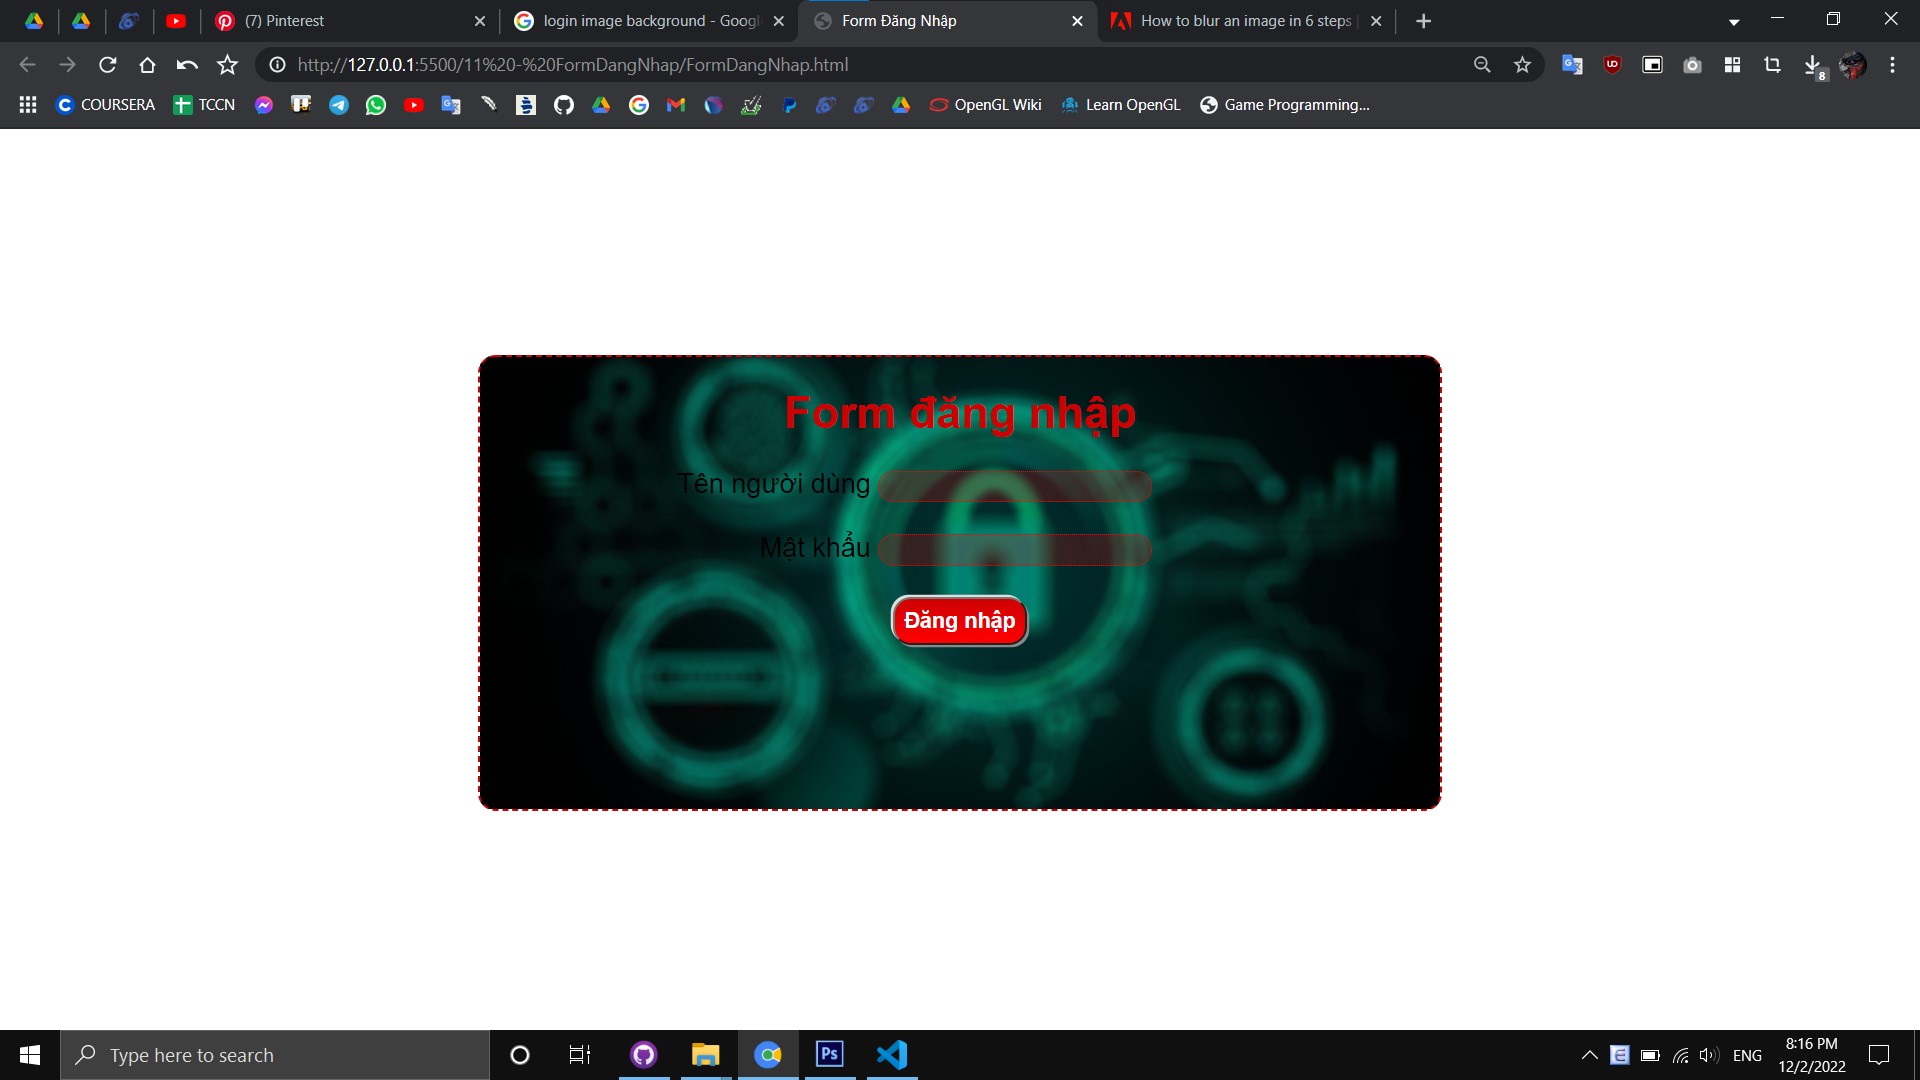 (7) Pinterest
login image background - Googl
Form Đăng Nhập
How to blur an image in 6 steps
http://127.0.0.1:5500/11%20-%20FormDangNhap/FormDangNhap.html
8
COURSERA
TCCN
OpenGL Wiki
Learn OpenGL
Game Programming...
Form đăng nhập
Tên người dùng
Mật khẩu
Đăng nhập
Type here to search
Ps
E
ENG
8:16 PM
12/2/2022